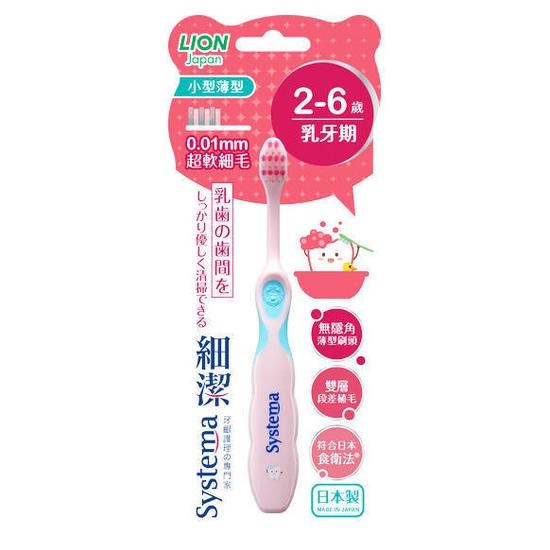 LION
Japan
小型薄型
0.01mm
超軟細毛
2-6歲
乳牙期
乳歯の歯間を
しっかり優しく清掃できる
細潔
Systema
牙齦護理の專門家
Systema
無隱角
薄型刷頭
雙層
段差植毛
符合日本
食衛法®
日本製
MADE IN JAPAN